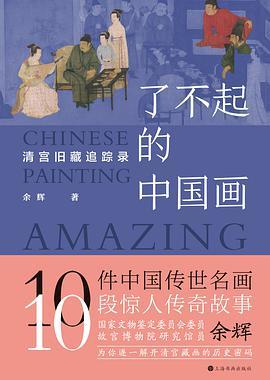 了不起
的
中国画
CHINESE
清宫旧藏追踪录
PAINTING
余辉 著
AMAZING
10件中国传世名画
10段惊人传奇故事
国家文物鉴定委员会委员
故宫博物院研究馆员
余辉
为你逐一解开清宫藏画的历史密码
上海书画出版社